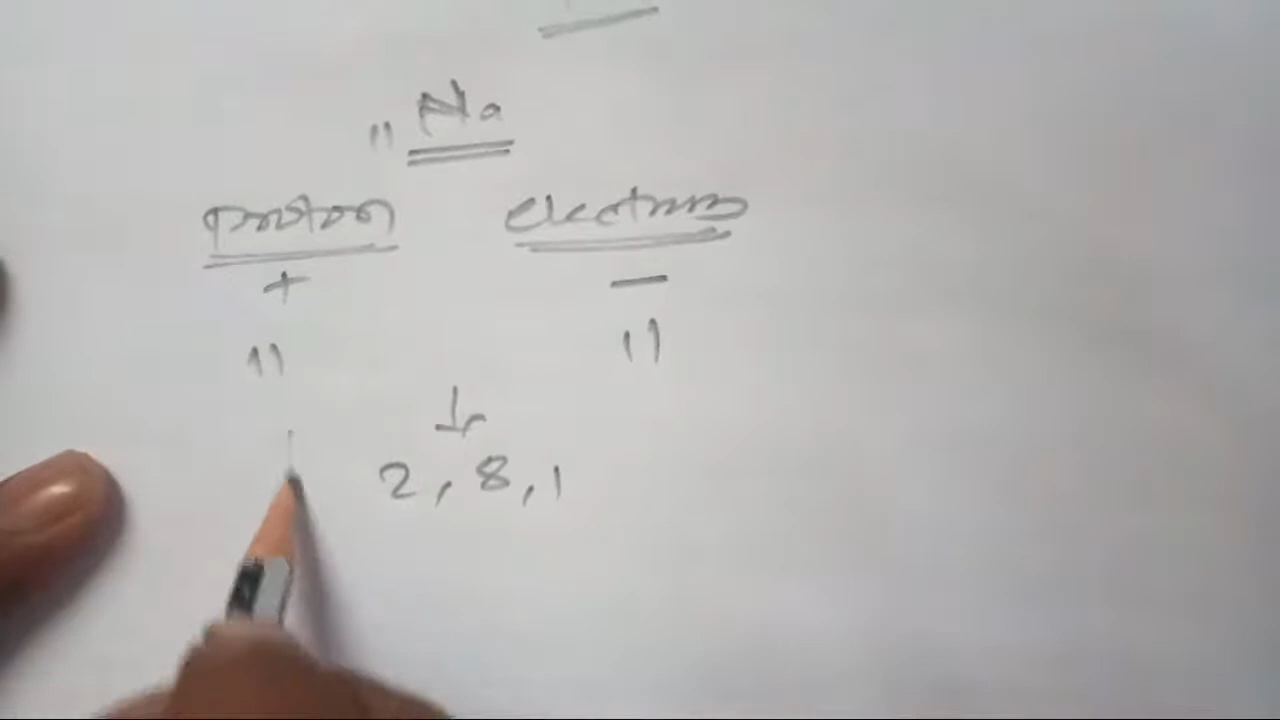 11 Na
proton electrons
+ −
11 11
2, 8, 1